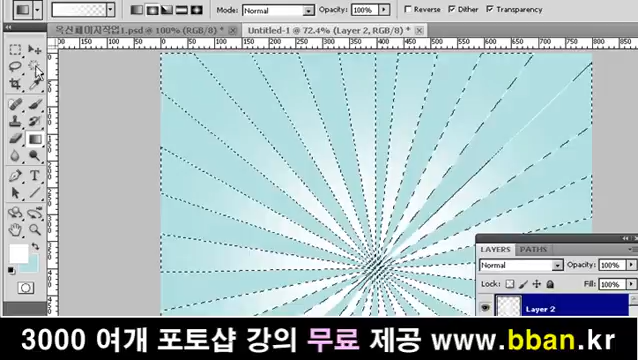 Mode: Normal Opacity: 100% Reverse Dither Transparency
옥션 페이지작업1.psd @ 100% (RGB/8) * Untitled-1 @ 72.4% (Layer 2, RGB/8) *
LAYERS PATHS
Normal Opacity: 100%
Lock: Fill: 100%
Layer 2
3000 여개 포토샵 강의 무료 제공 www.bban.kr